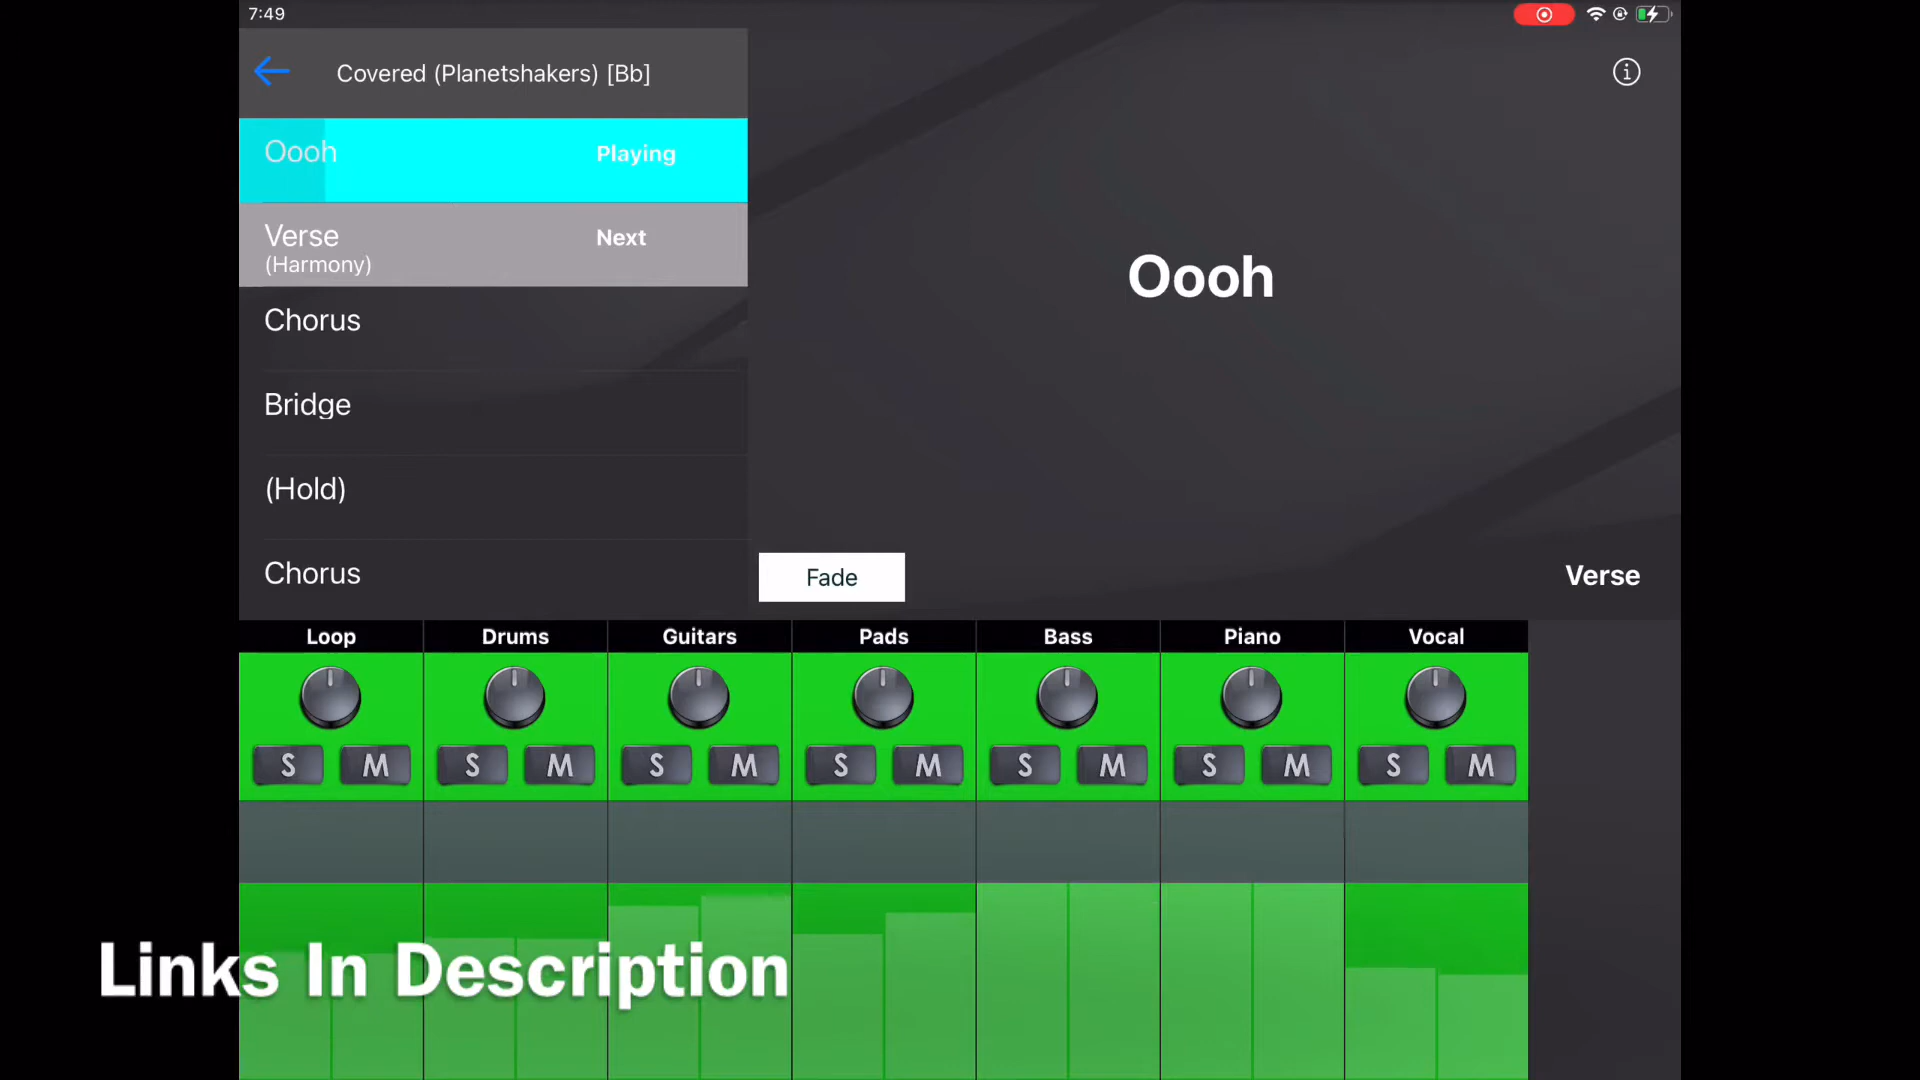 7:49
Covered (Planetshakers) [Bb]
Oooh
Playing
Verse
(Harmony)
Next
Chorus
Bridge
(Hold)
Chorus
Oooh
Fade
Verse
Loop Drums Guitars Pads Bass Piano Vocal
S M S M S M S M S M S M S M
Links In Description